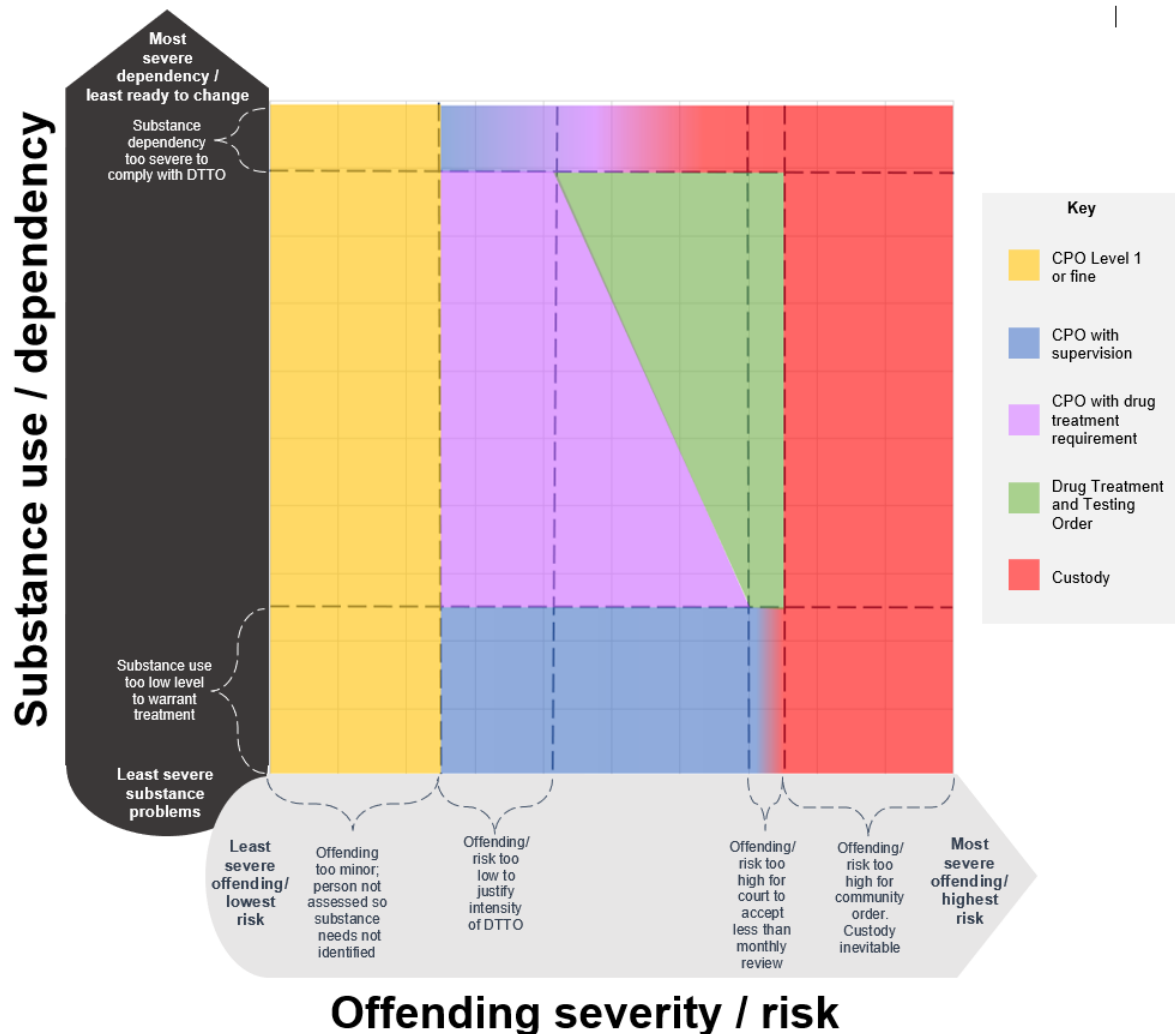 Most
severe
dependency /
least ready to change
Substance
dependency
too severe to
comply with DTTO
Substance use / dependency
Substance use
too low level
to warrant
treatment
Least severe
substance
problems
Key
CPO Level 1
or fine
CPO with
supervision
CPO with drug
treatment
requirement
Drug Treatment
and Testing
Order
Custody
Least
severe
offending/
lowest
risk
Offending
too minor;
person not
assessed so
substance
needs not
identified
Offending/
risk too
low to
justify
intensity
of DTTO
Offending/
risk too
high for
court to
accept
less than
monthly
review
Offending/
risk too
high for
community
order.
Custody
inevitable
Most
severe
offending/
highest
risk
Offending severity / risk